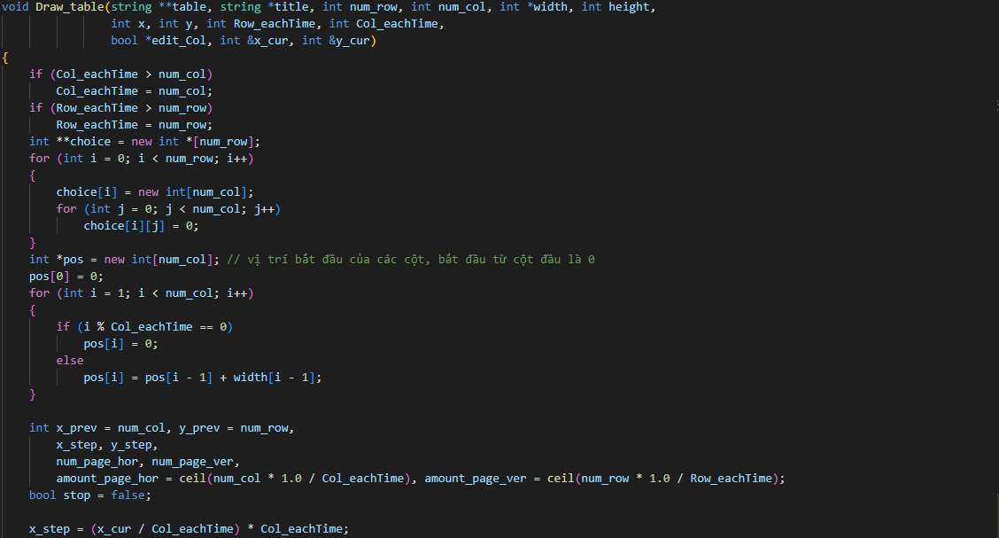 void Draw_table(string **table, string *title, int num_row, int num_col, int *width, int height,
                int x, int y, int Row_eachTime, int Col_eachTime,
                bool *edit_Col, int &x_cur, int &y_cur)
{
    if (Col_eachTime > num_col)
        Col_eachTime = num_col;
    if (Row_eachTime > num_row)
        Row_eachTime = num_row;
    int **choice = new int *[num_row];
    for (int i = 0; i < num_row; i++)
    {
        choice[i] = new int[num_col];
        for (int j = 0; j < num_col; j++)
            choice[i][j] = 0;
    }
    int *pos = new int[num_col]; // vị trí bắt đầu của các cột, bắt đầu từ cột đầu là 0
    pos[0] = 0;
    for (int i = 1; i < num_col; i++)
    {
        if (i % Col_eachTime == 0)
            pos[i] = 0;
        else
            pos[i] = pos[i - 1] + width[i - 1];
    }

    int x_prev = num_col, y_prev = num_row,
        x_step, y_step,
        num_page_hor, num_page_ver,
        amount_page_hor = ceil(num_col * 1.0 / Col_eachTime), amount_page_ver = ceil(num_row * 1.0 / Row_eachTime);
    bool stop = false;

    x_step = (x_cur / Col_eachTime) * Col_eachTime;